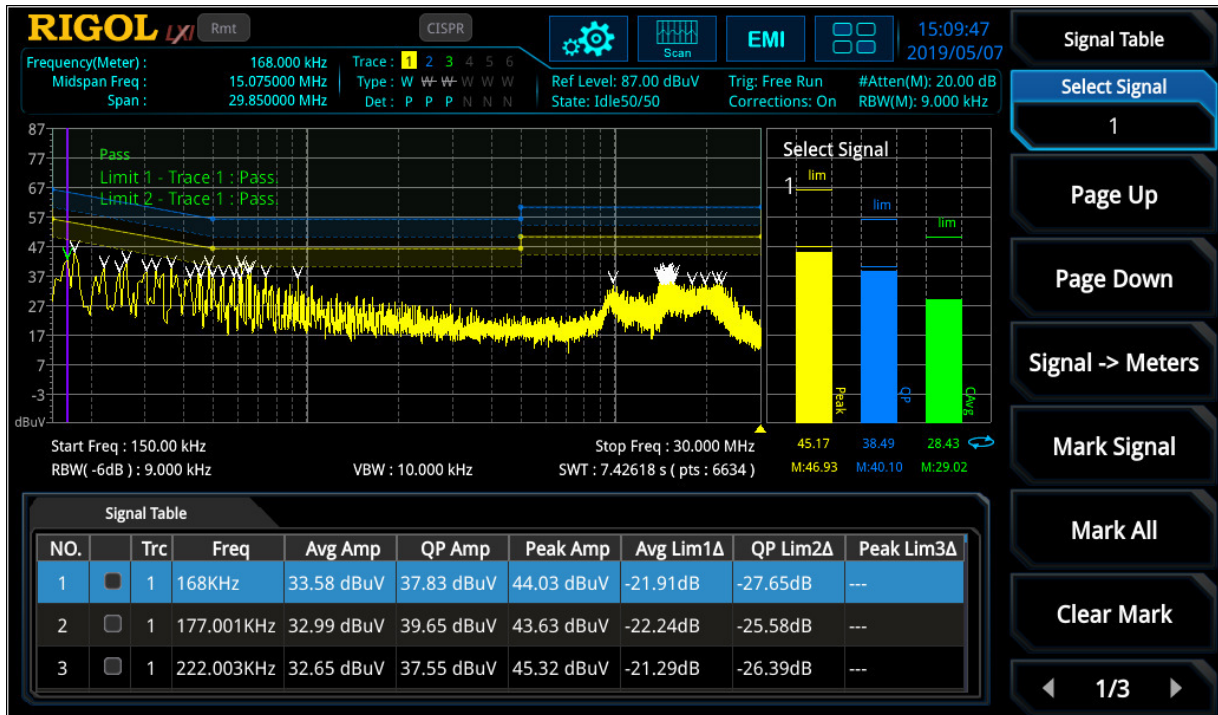 RIGOL LXI Rmt CISPR Scan EMI 15:09:47
2019/05/07
Frequency(Meter) : 168.000 kHz Trace : 1 2 3 4 5 6
Midspan Freq : 15.075000 MHz Type : W W W W W W Ref Level: 87.00 dBuV Trig: Free Run #Atten(M): 20.00 dB
Span : 29.850000 MHz Det : P P P N N N State: Idle50/50 Corrections: On RBW(M): 9.000 kHz
87
77
67
57
47
37
27
17
7
-3
dBuV
Pass
Limit 1 - Trace 1 : Pass
Limit 2 - Trace 1 : Pass
Start Freq : 150.00 kHz Stop Freq : 30.000 MHz
RBW( -6dB ) : 9.000 kHz VBW : 10.000 kHz SWT : 7.42618 s ( pts : 6634 )
Select Signal
1
lim
lim
lim
Peak
QP
CAvg
45.17 38.49 28.43
M:46.93 M:40.10 M:29.02
Signal Table
NO. Trc Freq Avg Amp QP Amp Peak Amp Avg Lim1Δ QP Lim2Δ Peak Lim3Δ
1 1 168KHz 33.58 dBuV 37.83 dBuV 44.03 dBuV -21.91dB -27.65dB ---
2 1 177.001KHz 32.99 dBuV 39.65 dBuV 43.63 dBuV -22.24dB -25.58dB ---
3 1 222.003KHz 32.65 dBuV 37.55 dBuV 45.32 dBuV -21.29dB -26.39dB ---
Signal Table
Select Signal
1
Page Up
Page Down
Signal -> Meters
Mark Signal
Mark All
Clear Mark
1/3